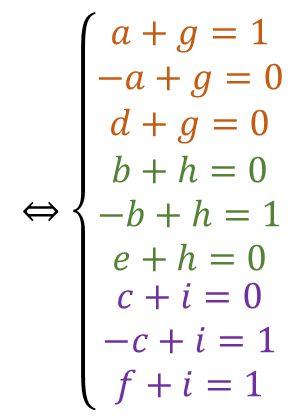 a + g = 1
−a + g = 0
d + g = 0
b + h = 0
⇔ −b + h = 1
e + h = 0
c + i = 0
−c + i = 1
f + i = 1